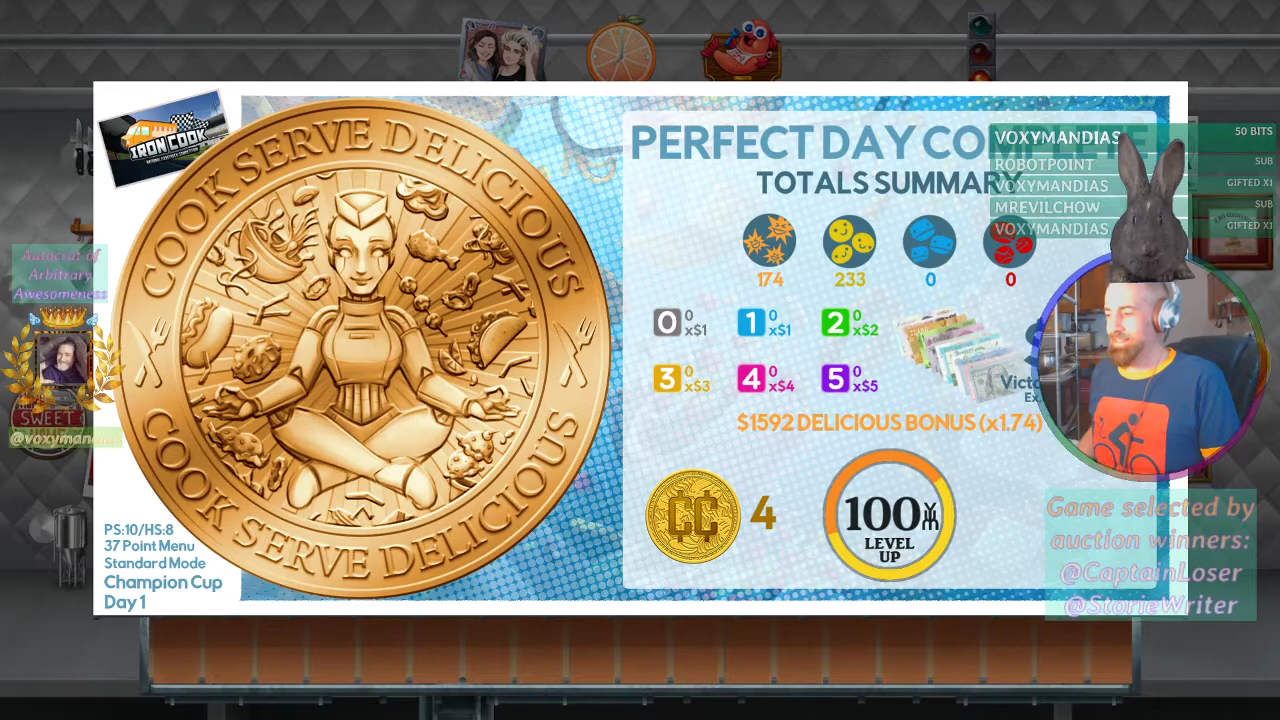 IRON COOK
COOK SERVE DELICIOUS
COOK SERVE DELICIOUS
PERFECT DAY CO
TOTALS SUMMARY
174
233
0
0
0 0 x$1
1 0 x$1
2 0 x$2
3 0 x$3
4 0 x$4
5 0 x$5
Victo
Ex
$1592 DELICIOUS BONUS (x1.74)
4
100
LEVEL
UP
PS:10/HS:8
37 Point Menu
Standard Mode
Champion Cup
Day 1
Autocrat of
Arbitrary
Awesomeness
SWEET
@voxymandias
VOXYMANDIAS 50 BITS
ROBOTPOINT SUB
VOXYMANDIAS GIFTED X1
MREVILCHOW SUB
VOXYMANDIAS GIFTED X1
Game selected by
auction winners:
@CaptainLoser
@StorieWriter